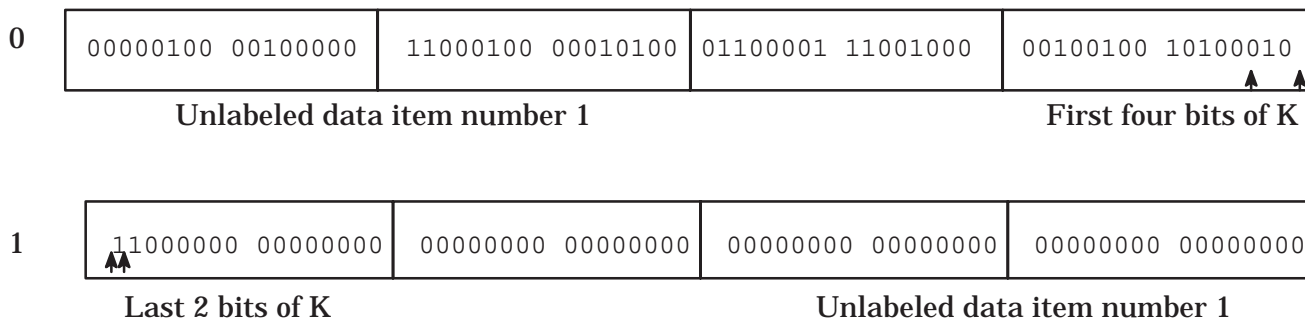 0 00000100 00100000 11000100 00010100 01100001 11001000 00100100 10100010
Unlabeled data item number 1 First four bits of K
1 11000000 00000000 00000000 00000000 00000000 00000000 00000000 00000000
Last 2 bits of K Unlabeled data item number 1